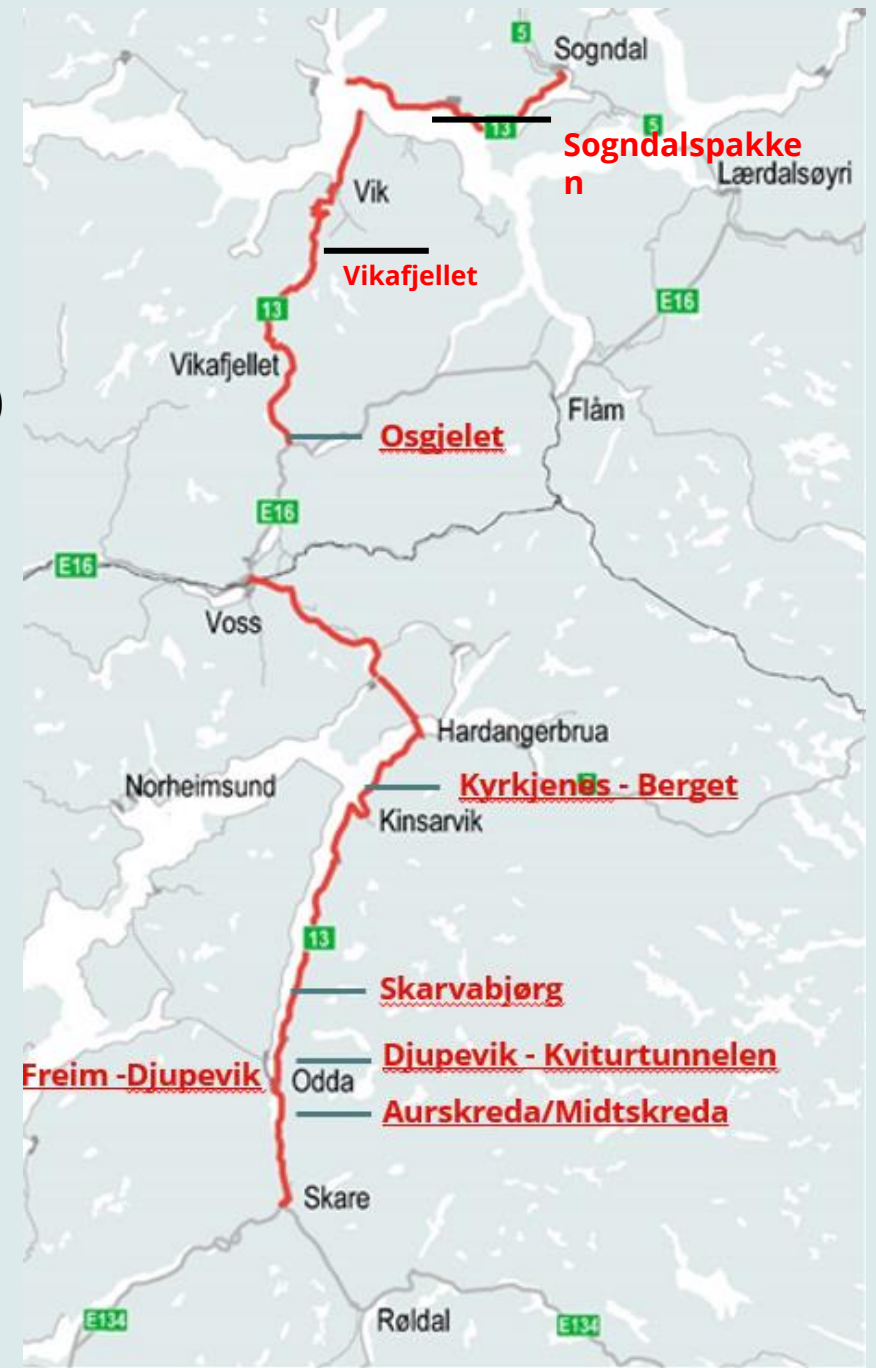 5
Sogndal
13
5
Sogndalspakke
n
Lærdalsøyri
Vik
Vikafjellet
E16
13
Vikafjellet
Flåm
Osgjelet
E16
E16
Voss
Hardangerbrua
Norheimsund
Kyrkjenes - Berget
Kinsarvik
13
Skarvabjørg
Djupevik - Kviturtunnelen
Freim -Djupevik
Odda
Aurskreda/Midtskreda
Skare
E134
Røldal
E134